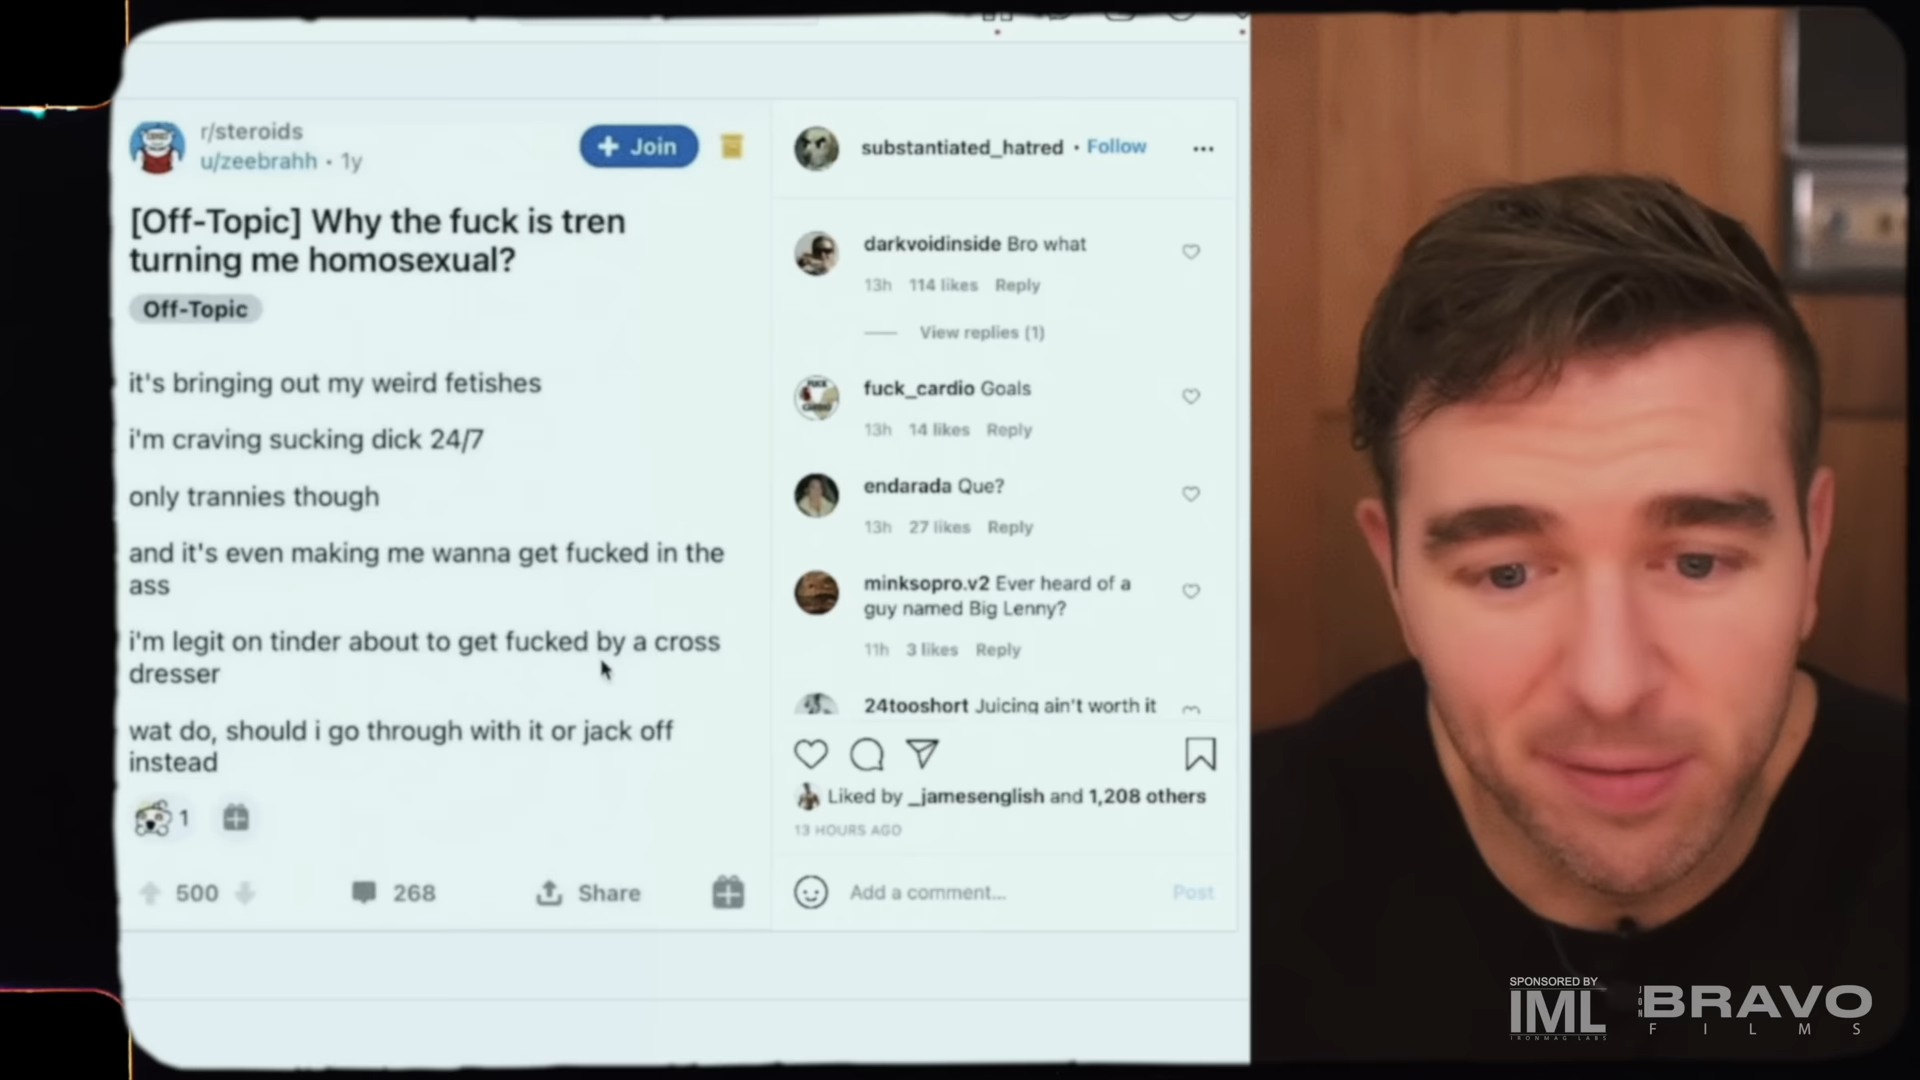 r/steroids
u/zeebrahh • 1y
+ Join
[Off-Topic] Why the fuck is tren
turning me homosexual?
Off-Topic
it's bringing out my weird fetishes
i'm craving sucking dick 24/7
only trannies though
and it's even making me wanna get fucked in the
ass
i'm legit on tinder about to get fucked by a cross
dresser
wat do, should i go through with it or jack off
instead
1
500
268
Share
substantiated_hatred • Follow
darkvoidinside Bro what
13h 114 likes Reply
View replies (1)
fuck_cardio Goals
13h 14 likes Reply
endarada Que?
13h 27 likes Reply
minksopro.v2 Ever heard of a
guy named Big Lenny?
11h 3 likes Reply
24tooshort Juicing ain't worth it
Liked by _jamesenglish and 1,208 others
13 HOURS AGO
Add a comment...
Post
SPONSORED BY
IML
IRONMAG LABS
JON
BRAVO
FILMS